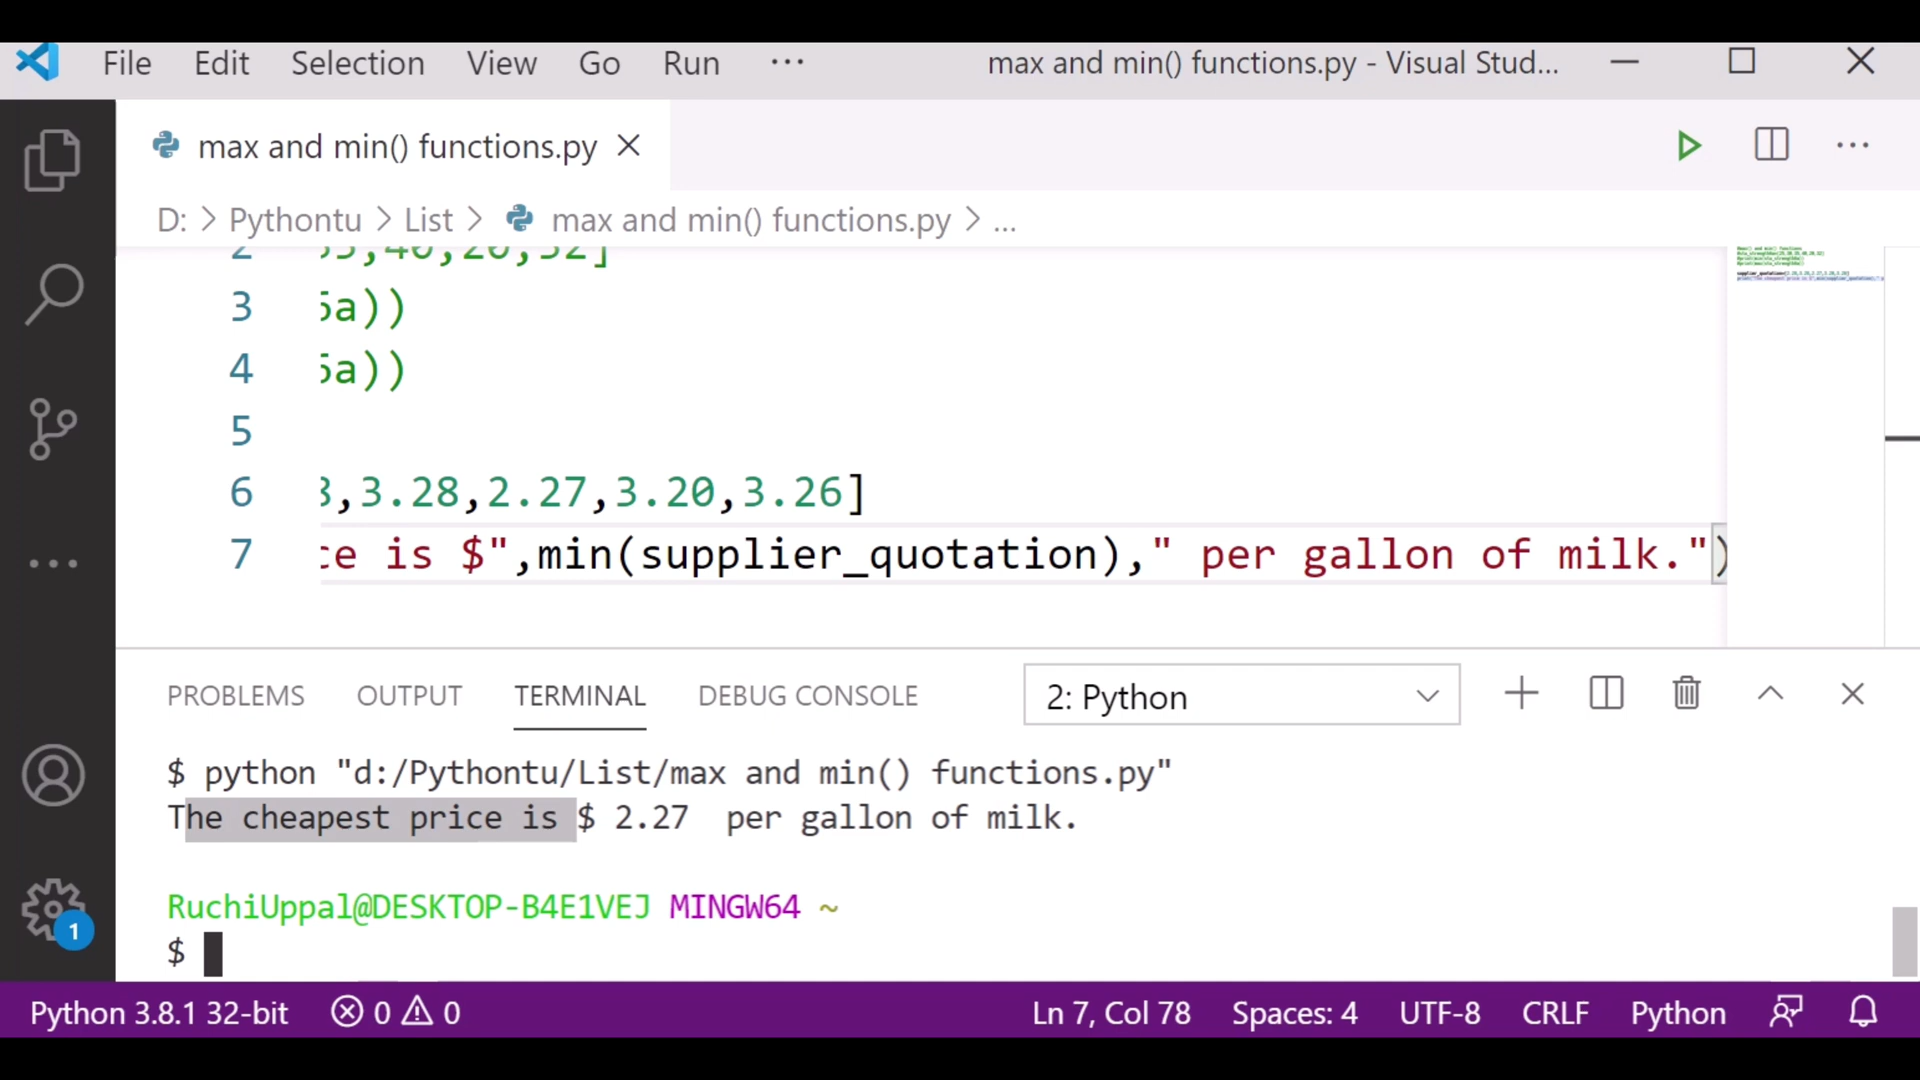 File Edit Selection View Go Run ··· max and min() functions.py - Visual Stud...
max and min() functions.py
D: > Pythontu > List > max and min() functions.py > ...
2 35,40,20,32]
3 5a))
4 5a))
5
6 3,3.28,2.27,3.20,3.26]
7 ce is $",min(supplier_quotation)," per gallon of milk.")
PROBLEMS OUTPUT TERMINAL DEBUG CONSOLE 2: Python
$ python "d:/Pythontu/List/max and min() functions.py"
The cheapest price is $ 2.27  per gallon of milk.
RuchiUppal@DESKTOP-B4E1VEJ MINGW64 ~
$
1
Python 3.8.1 32-bit 0 0 Ln 7, Col 78 Spaces: 4 UTF-8 CRLF Python